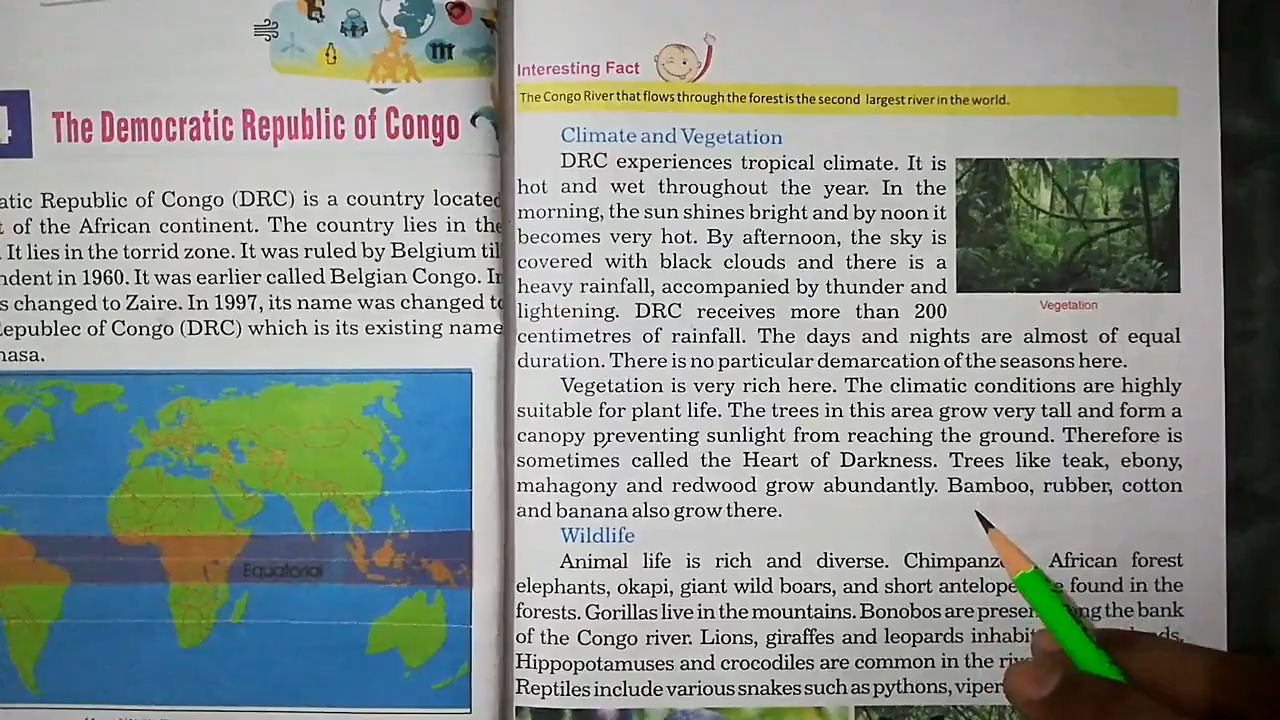 4
The Democratic Republic of Congo
atic Republic of Congo (DRC) is a country located
t of the African continent. The country lies in the
. It lies in the torrid zone. It was ruled by Belgium til
ndent in 1960. It was earlier called Belgian Congo. In
s changed to Zaire. In 1997, its name was changed to
Republec of Congo (DRC) which is its existing name
hasa.
Equatorial
Interesting Fact
The Congo River that flows through the forest is the second largest river in the world.
Climate and Vegetation
DRC experiences tropical climate. It is
hot and wet throughout the year. In the
morning, the sun shines bright and by noon it
becomes very hot. By afternoon, the sky is
covered with black clouds and there is a
heavy rainfall, accompanied by thunder and
lightening. DRC receives more than 200
Vegetation
centimetres of rainfall. The days and nights are almost of equal
duration. There is no particular demarcation of the seasons here.
Vegetation is very rich here. The climatic conditions are highly
suitable for plant life. The trees in this area grow very tall and form a
canopy preventing sunlight from reaching the ground. Therefore is
sometimes called the Heart of Darkness. Trees like teak, ebony,
mahagony and redwood grow abundantly. Bamboo, rubber, cotton
and banana also grow there.
Wildlife
Animal life is rich and diverse. Chimpanz African forest
elephants, okapi, giant wild boars, and short antelope found in the
forests. Gorillas live in the mountains. Bonobos are presen ng the bank
of the Congo river. Lions, giraffes and leopards inhabit
Hippopotamuses and crocodiles are common in the riv
Reptiles include various snakes such as pythons, viper